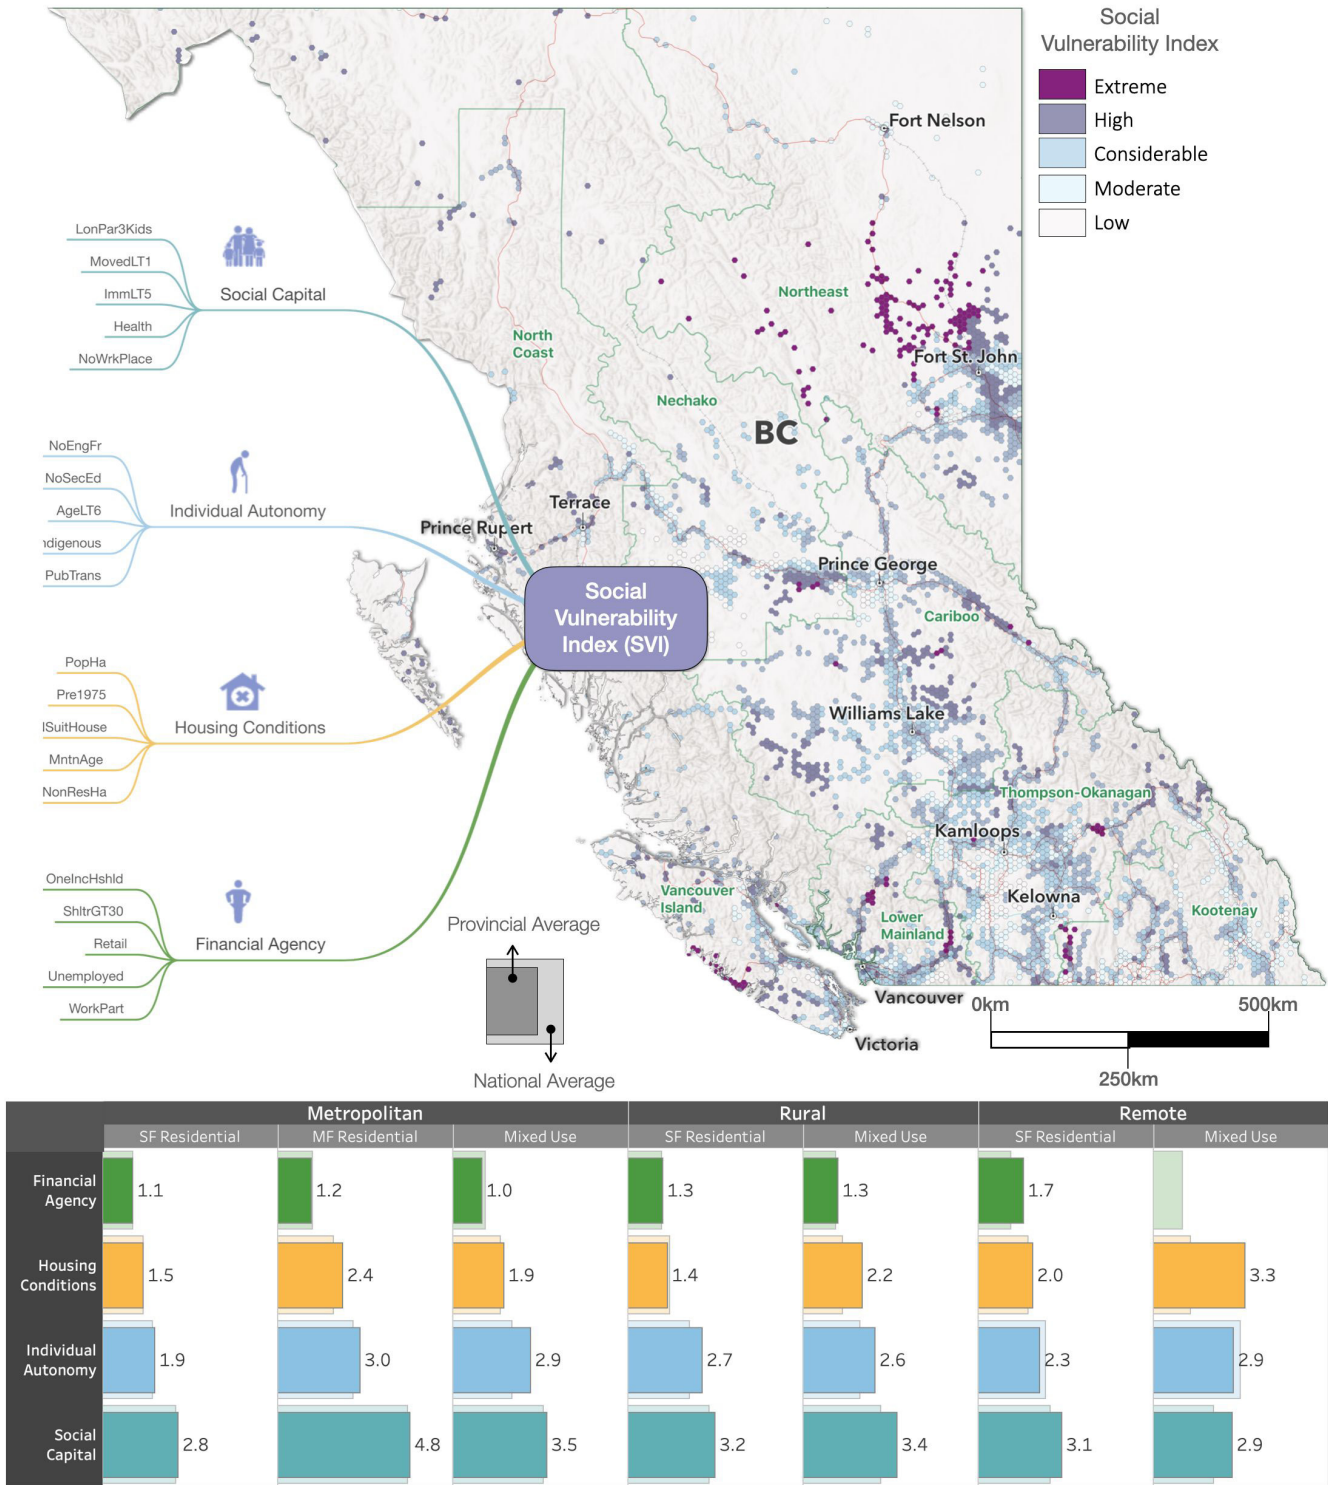 Social
Vulnerability Index
Extreme
High
Considerable
Moderate
Low
Fort Nelson
Northeast
North
Coast
Fort St. John
Nechako
BC
Terrace
Prince Rupert
Prince George
Cariboo
Williams Lake
Thompson-Okanagan
Kamloops
Kelowna
Vancouver
Island
Lower
Mainland
Kootenay
Vancouver
Victoria
0km
500km
250km
LonPar3Kids
MovedLT1
ImmLT5
Health
NoWrkPlace
Social Capital
NoEngFr
NoSecEd
AgeLT6
ndigenous
PubTrans
Individual Autonomy
Social
Vulnerability
Index (SVI)
PopHa
Pre1975
lSuitHouse
MntnAge
NonResHa
Housing Conditions
OneIncHshld
ShltrGT30
Retail
Unemployed
WorkPart
Financial Agency
Provincial Average
National Average
Metropolitan Rural Remote
SF Residential MF Residential Mixed Use SF Residential Mixed Use SF Residential Mixed Use
Financial
Agency
1.1 1.2 1.0 1.3 1.3 1.7
Housing
Conditions
1.5 2.4 1.9 1.4 2.2 2.0 3.3
Individual
Autonomy
1.9 3.0 2.9 2.7 2.6 2.3 2.9
Social
Capital
2.8 4.8 3.5 3.2 3.4 3.1 2.9